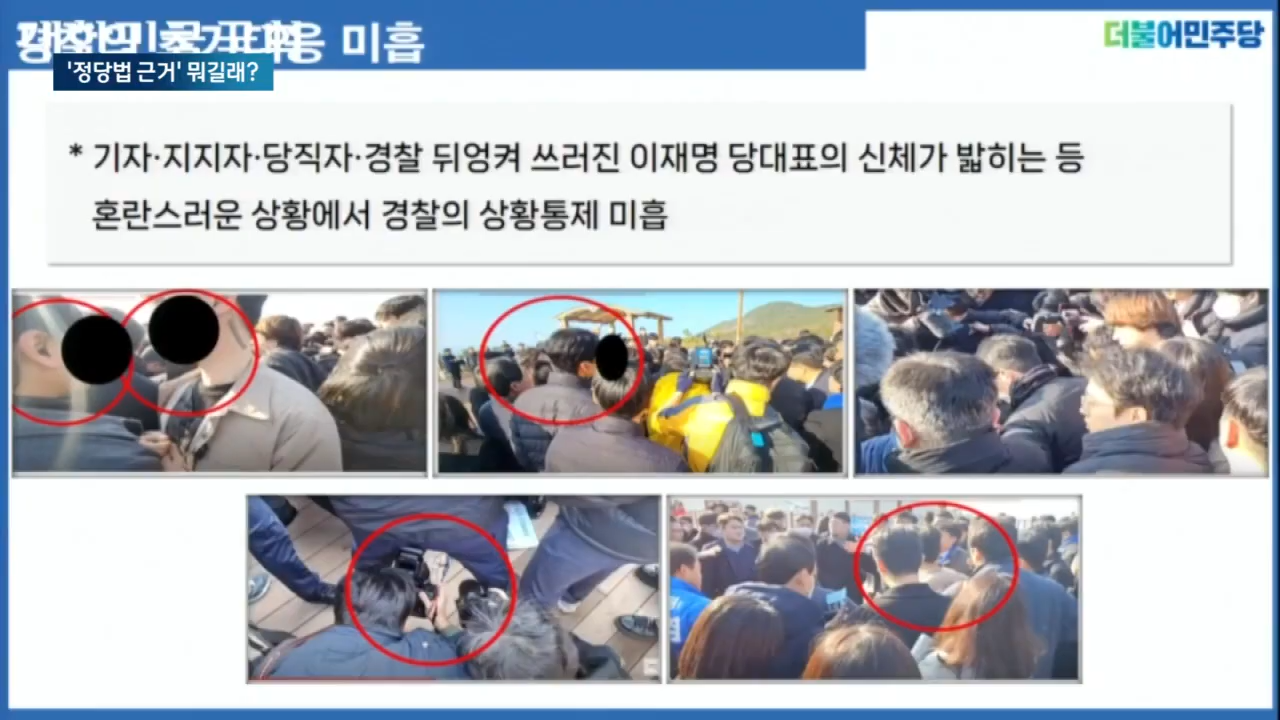 미흡
더불어민주당
'정당법 근거' 뭐길래?
* 기자·지지자·당직자·경찰 뒤엉켜 쓰러진 이재명 당대표의 신체가 밟히는 등
혼란스러운 상황에서 경찰의 상황통제 미흡